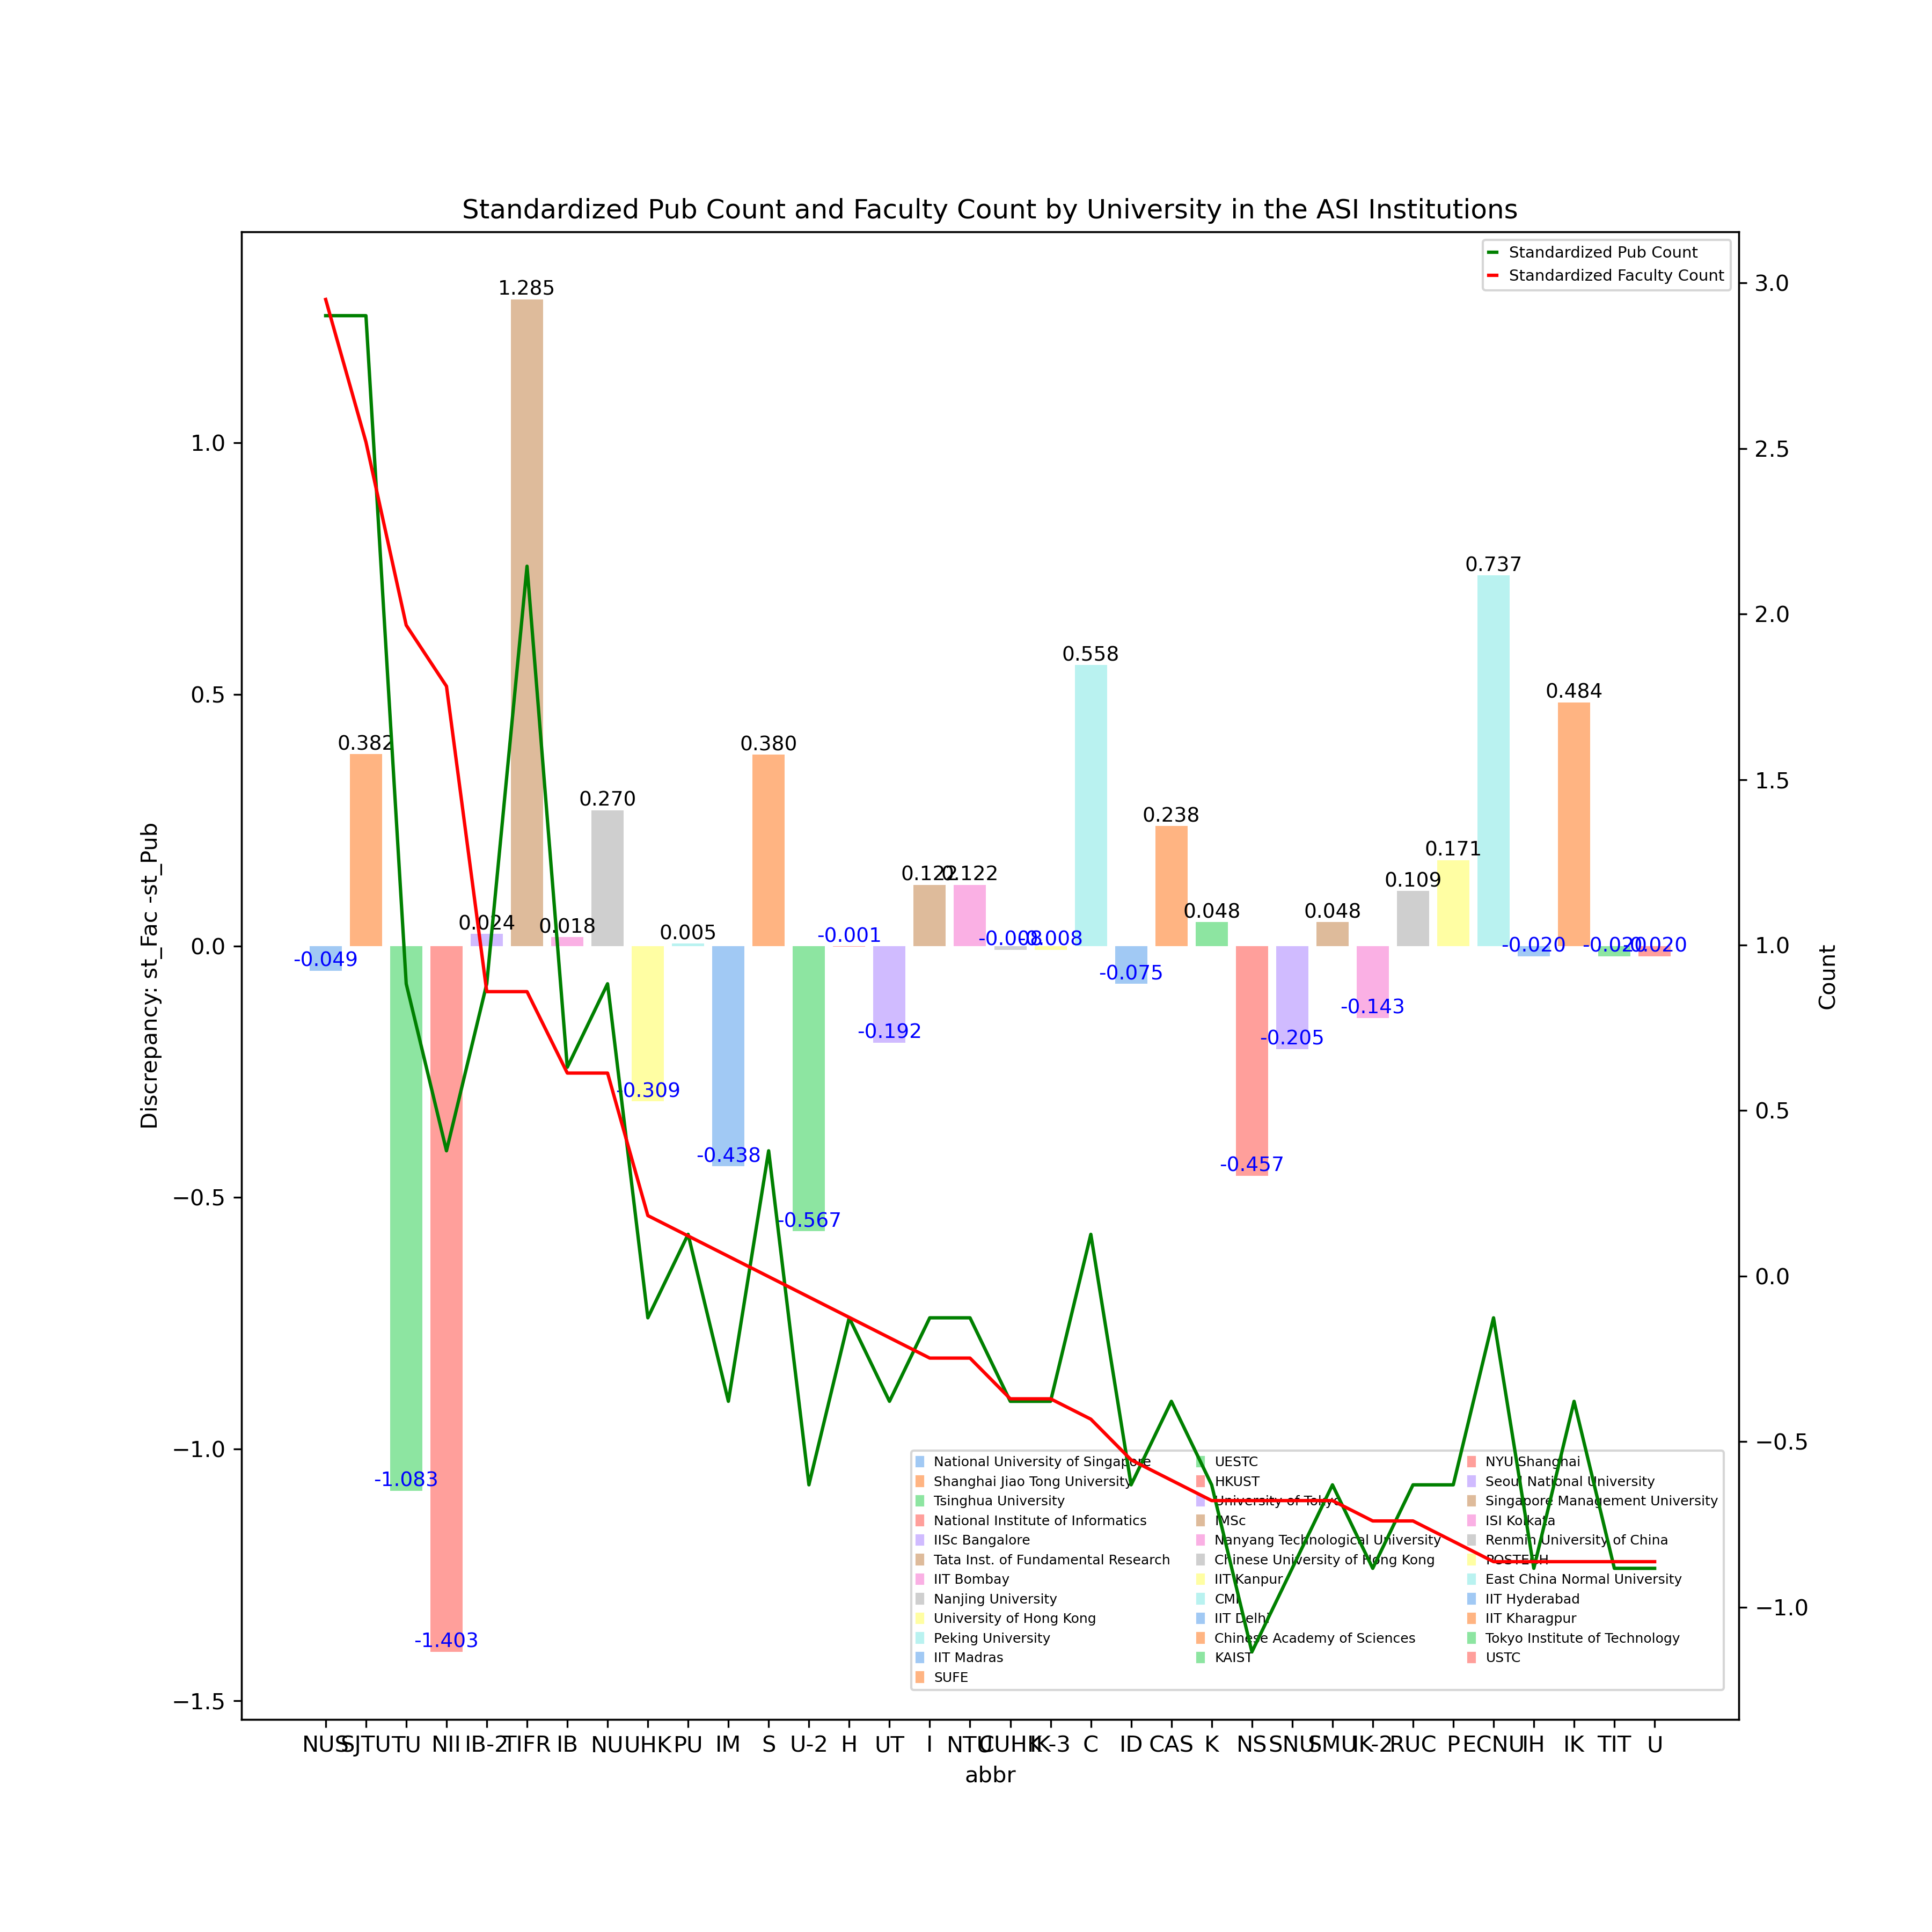 Standardized Pub Count and Faculty Count by University in the ASI Institutions
Standardized Pub Count
Standardized Faculty Count
Discrepancy: st_Fac -st_Pub
1.0
0.5
0.0
−0.5
−1.0
−1.5
3.0
2.5
2.0
1.5
1.0
0.5
0.0
−0.5
−1.0
Count
-0.049
0.382
-1.083
-1.403
0.024
1.285
0.018
0.270
-0.309
0.005
-0.438
0.380
-0.567
-0.001
-0.192
0.122
0.122
-0.008
-0.008
0.558
-0.075
0.238
0.048
-0.457
-0.205
0.048
-0.143
0.109
0.171
0.737
-0.020
0.484
-0.020
-0.020
National University of Singapore
Shanghai Jiao Tong University
Tsinghua University
National Institute of Informatics
IISc Bangalore
Tata Inst. of Fundamental Research
IIT Bombay
Nanjing University
University of Hong Kong
Peking University
IIT Madras
SUFE
UESTC
HKUST
University of Tokyo
IMSc
Nanyang Technological University
Chinese University of Hong Kong
IIT Kanpur
CMI
IIT Delhi
Chinese Academy of Sciences
KAIST
NYU Shanghai
Seoul National University
Singapore Management University
ISI Kolkata
Renmin University of China
POSTECH
East China Normal University
IIT Hyderabad
IIT Kharagpur
Tokyo Institute of Technology
USTC
NUS SJTU TU NII IB-2 TIFR IB NU UHK PU IM S U-2 H UT I NTU CUHK IK-3 C ID CAS K NS SNU SMU IK-2 RUC P ECNU IH IK TIT U
abbr